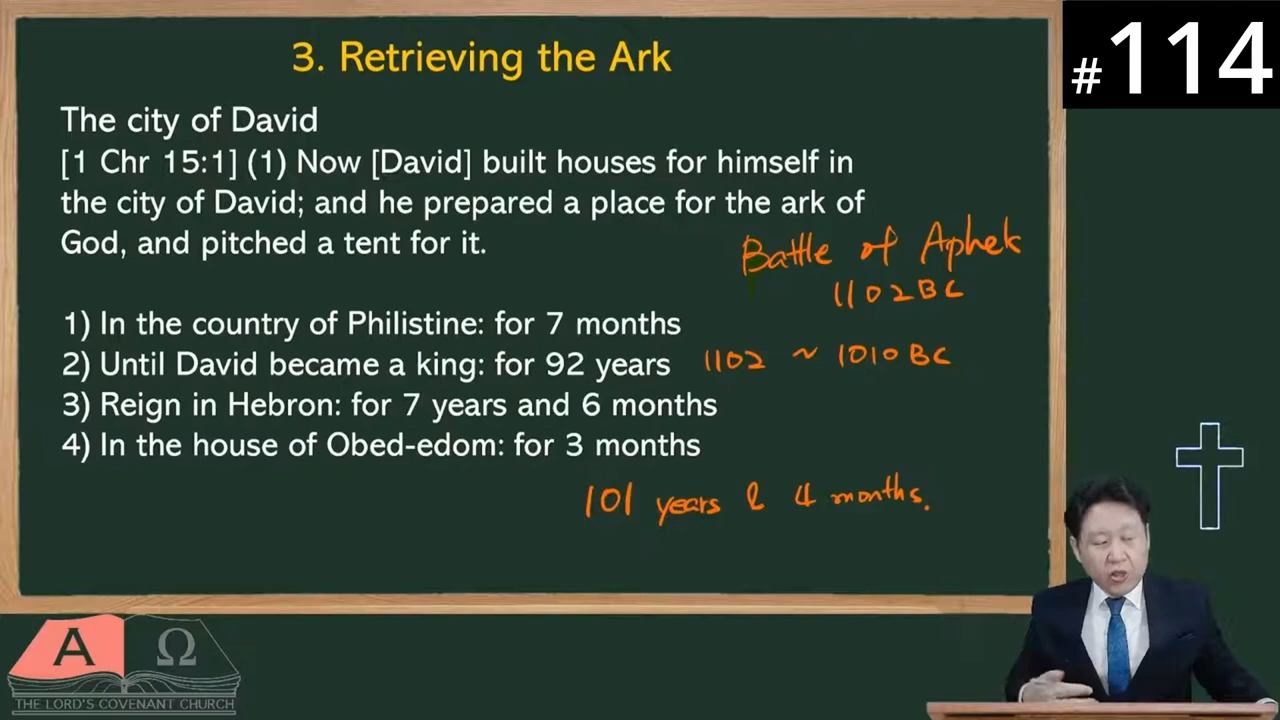 #114
3. Retrieving the Ark
The city of David
[1 Chr 15:1] (1) Now [David] built houses for himself in
the city of David; and he prepared a place for the ark of
God, and pitched a tent for it.
Battle of Aphek
1102 BC
1) In the country of Philistine: for 7 months
2) Until David became a king: for 92 years 1102 ~ 1010 BC
3) Reign in Hebron: for 7 years and 6 months
4) In the house of Obed-edom: for 3 months
101 years & 4 months.
A Ω
THE LORD'S COVENANT CHURCH